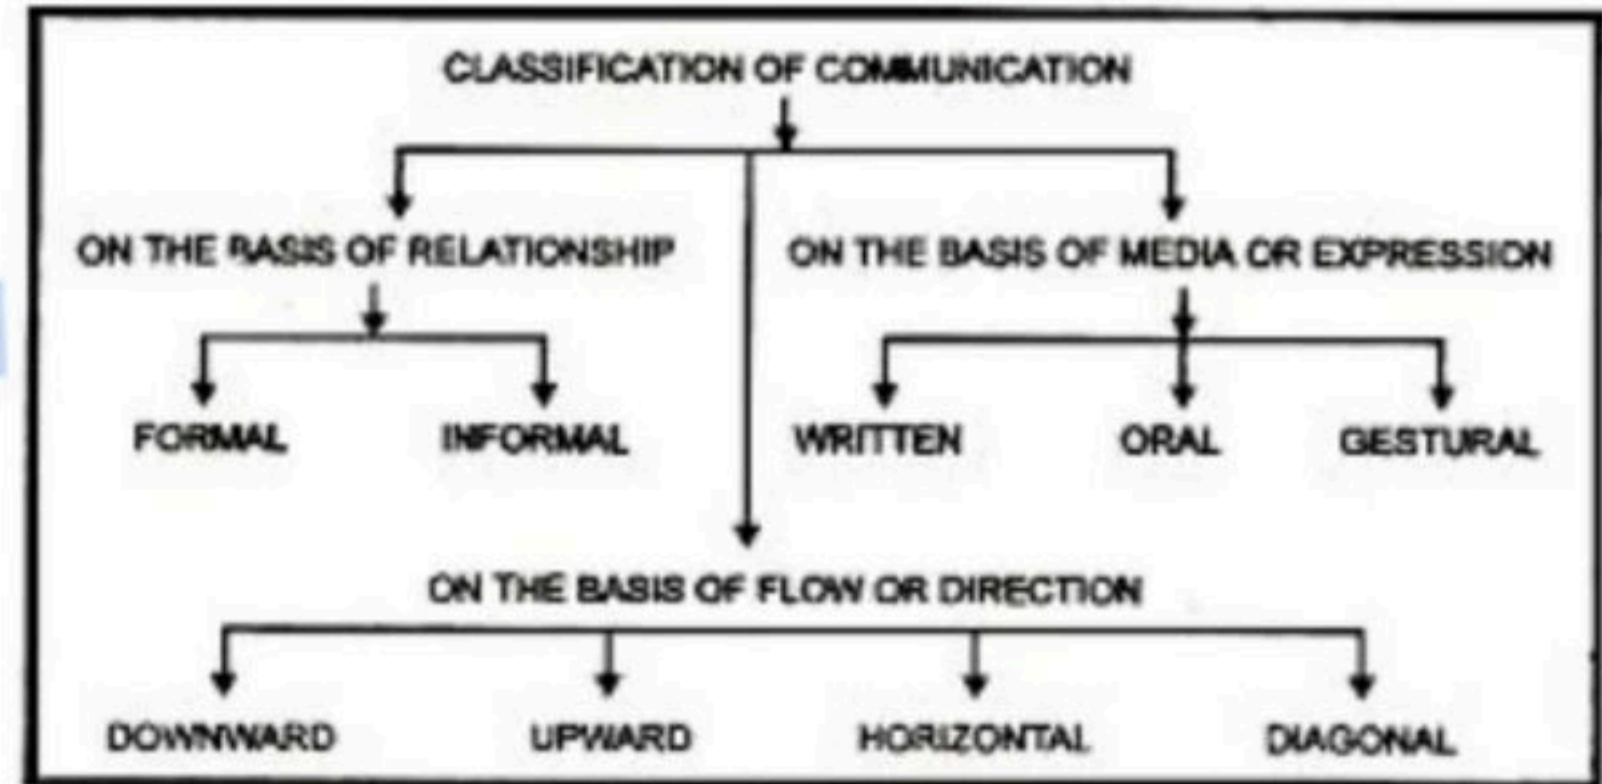 CLASSIFICATION OF COMMUNICATION
ON THE BASIS OF RELATIONSHIP
ON THE BASIS OF MEDIA OR EXPRESSION
FORMAL
INFORMAL
WRITTEN
ORAL
GESTURAL
ON THE BASIS OF FLOW OR DIRECTION
DOWNWARD
UPWARD
HORIZONTAL
DIAGONAL